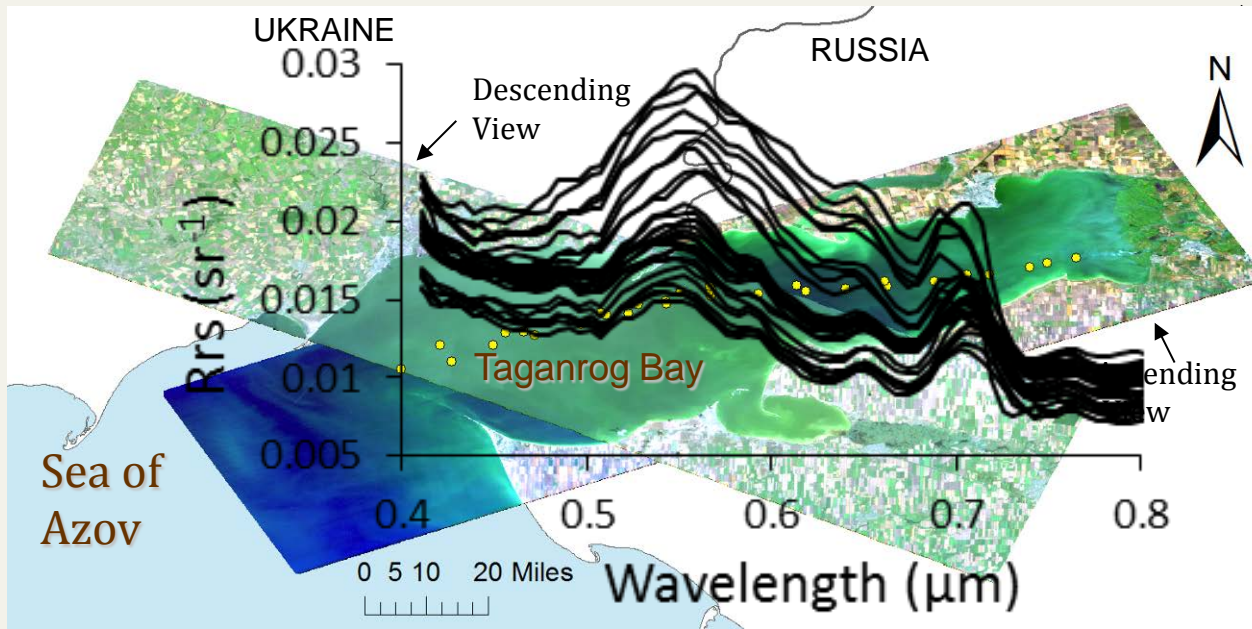 UKRAINE
RUSSIA
N
0.03
Descending
View
0.025
0.02
0.015
0.01
0.005
Rrs (sr⁻¹)
Taganrog Bay
ending
Sea of
Azov
0.4 0.5 0.6 0.7 0.8
0 5 10 20 Miles
Wavelength (µm)